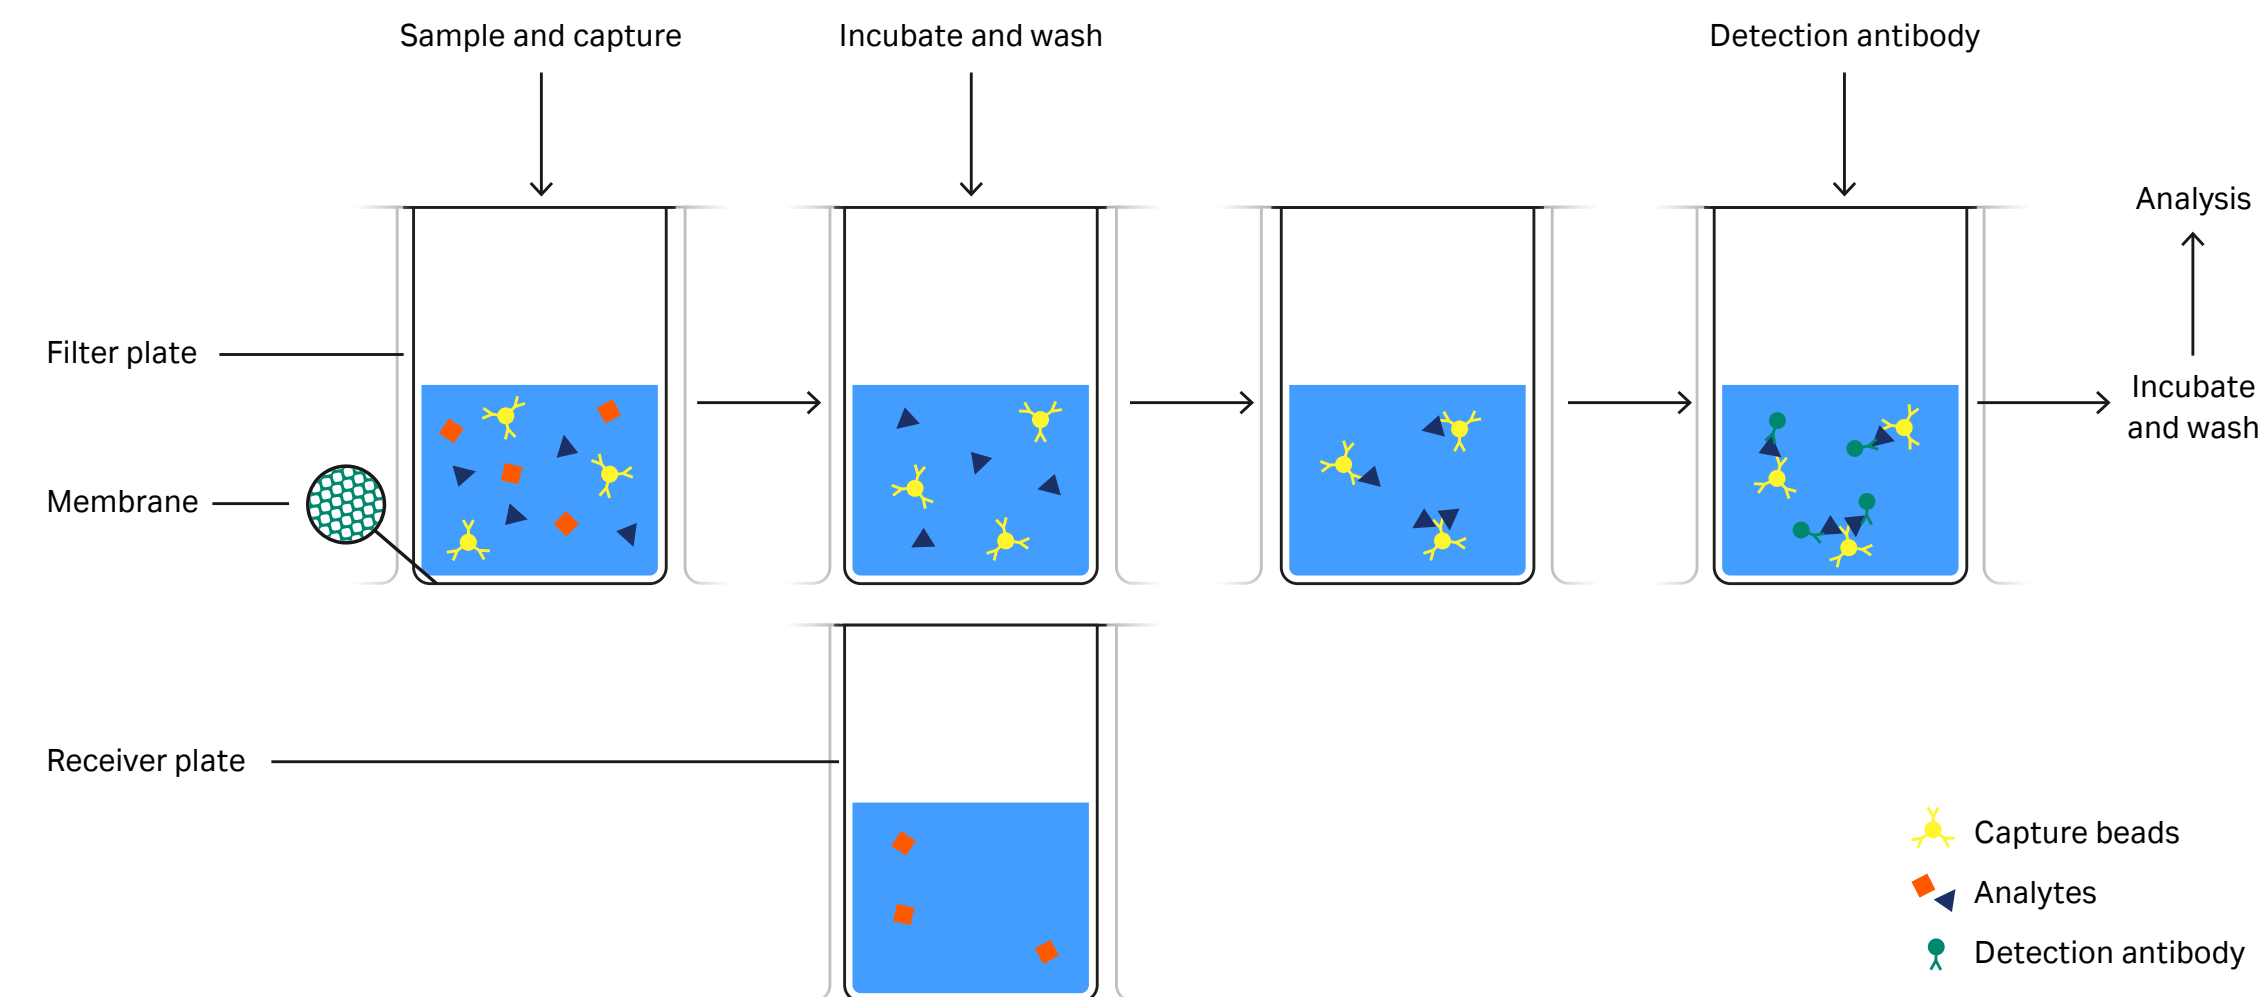 Sample and capture
Incubate and wash
Detection antibody
Analysis
Filter plate
Incubate
and wash
Membrane
Receiver plate
Capture beads
Analytes
Detection antibody